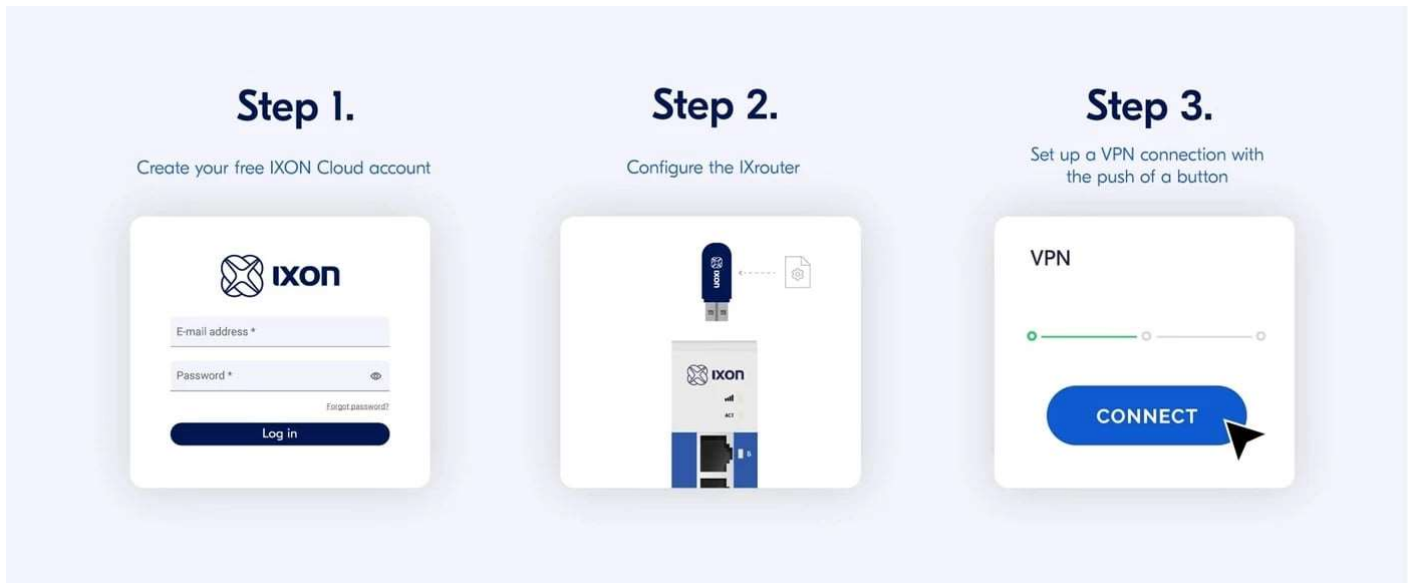 Step 1.
Create your free IXON Cloud account
IXON
E-mail address *
Password *
Forgot password?
Log in
Step 2.
Configure the IXrouter
IXON
IXON
ACT
Step 3.
Set up a VPN connection with
the push of a button
VPN
CONNECT